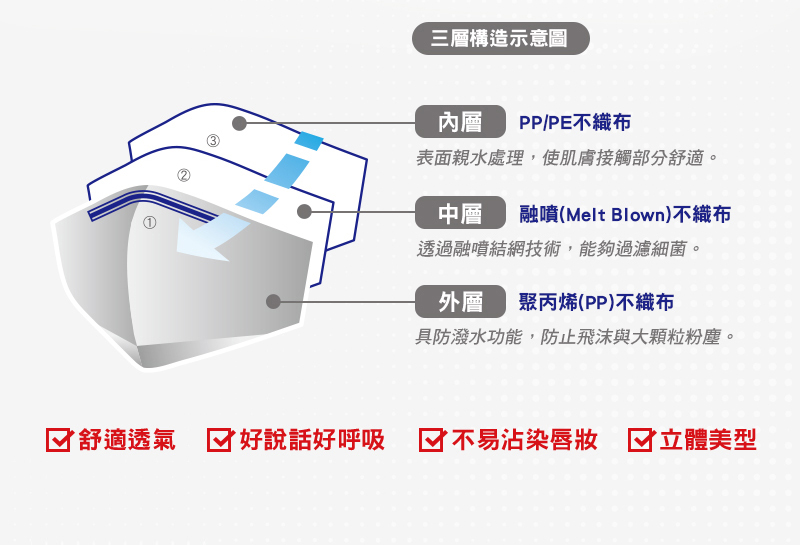 三層構造示意圖
③
內層 PP/PE不織布
表面親水處理，使肌膚接觸部分舒適。
②
中層 融噴(Melt Blown)不織布
①
透過融噴結網技術，能夠過濾細菌。
外層 聚丙烯(PP)不織布
具防潑水功能，防止飛沫與大顆粒粉塵。
舒適透氣 好說話好呼吸 不易沾染唇妝 立體美型